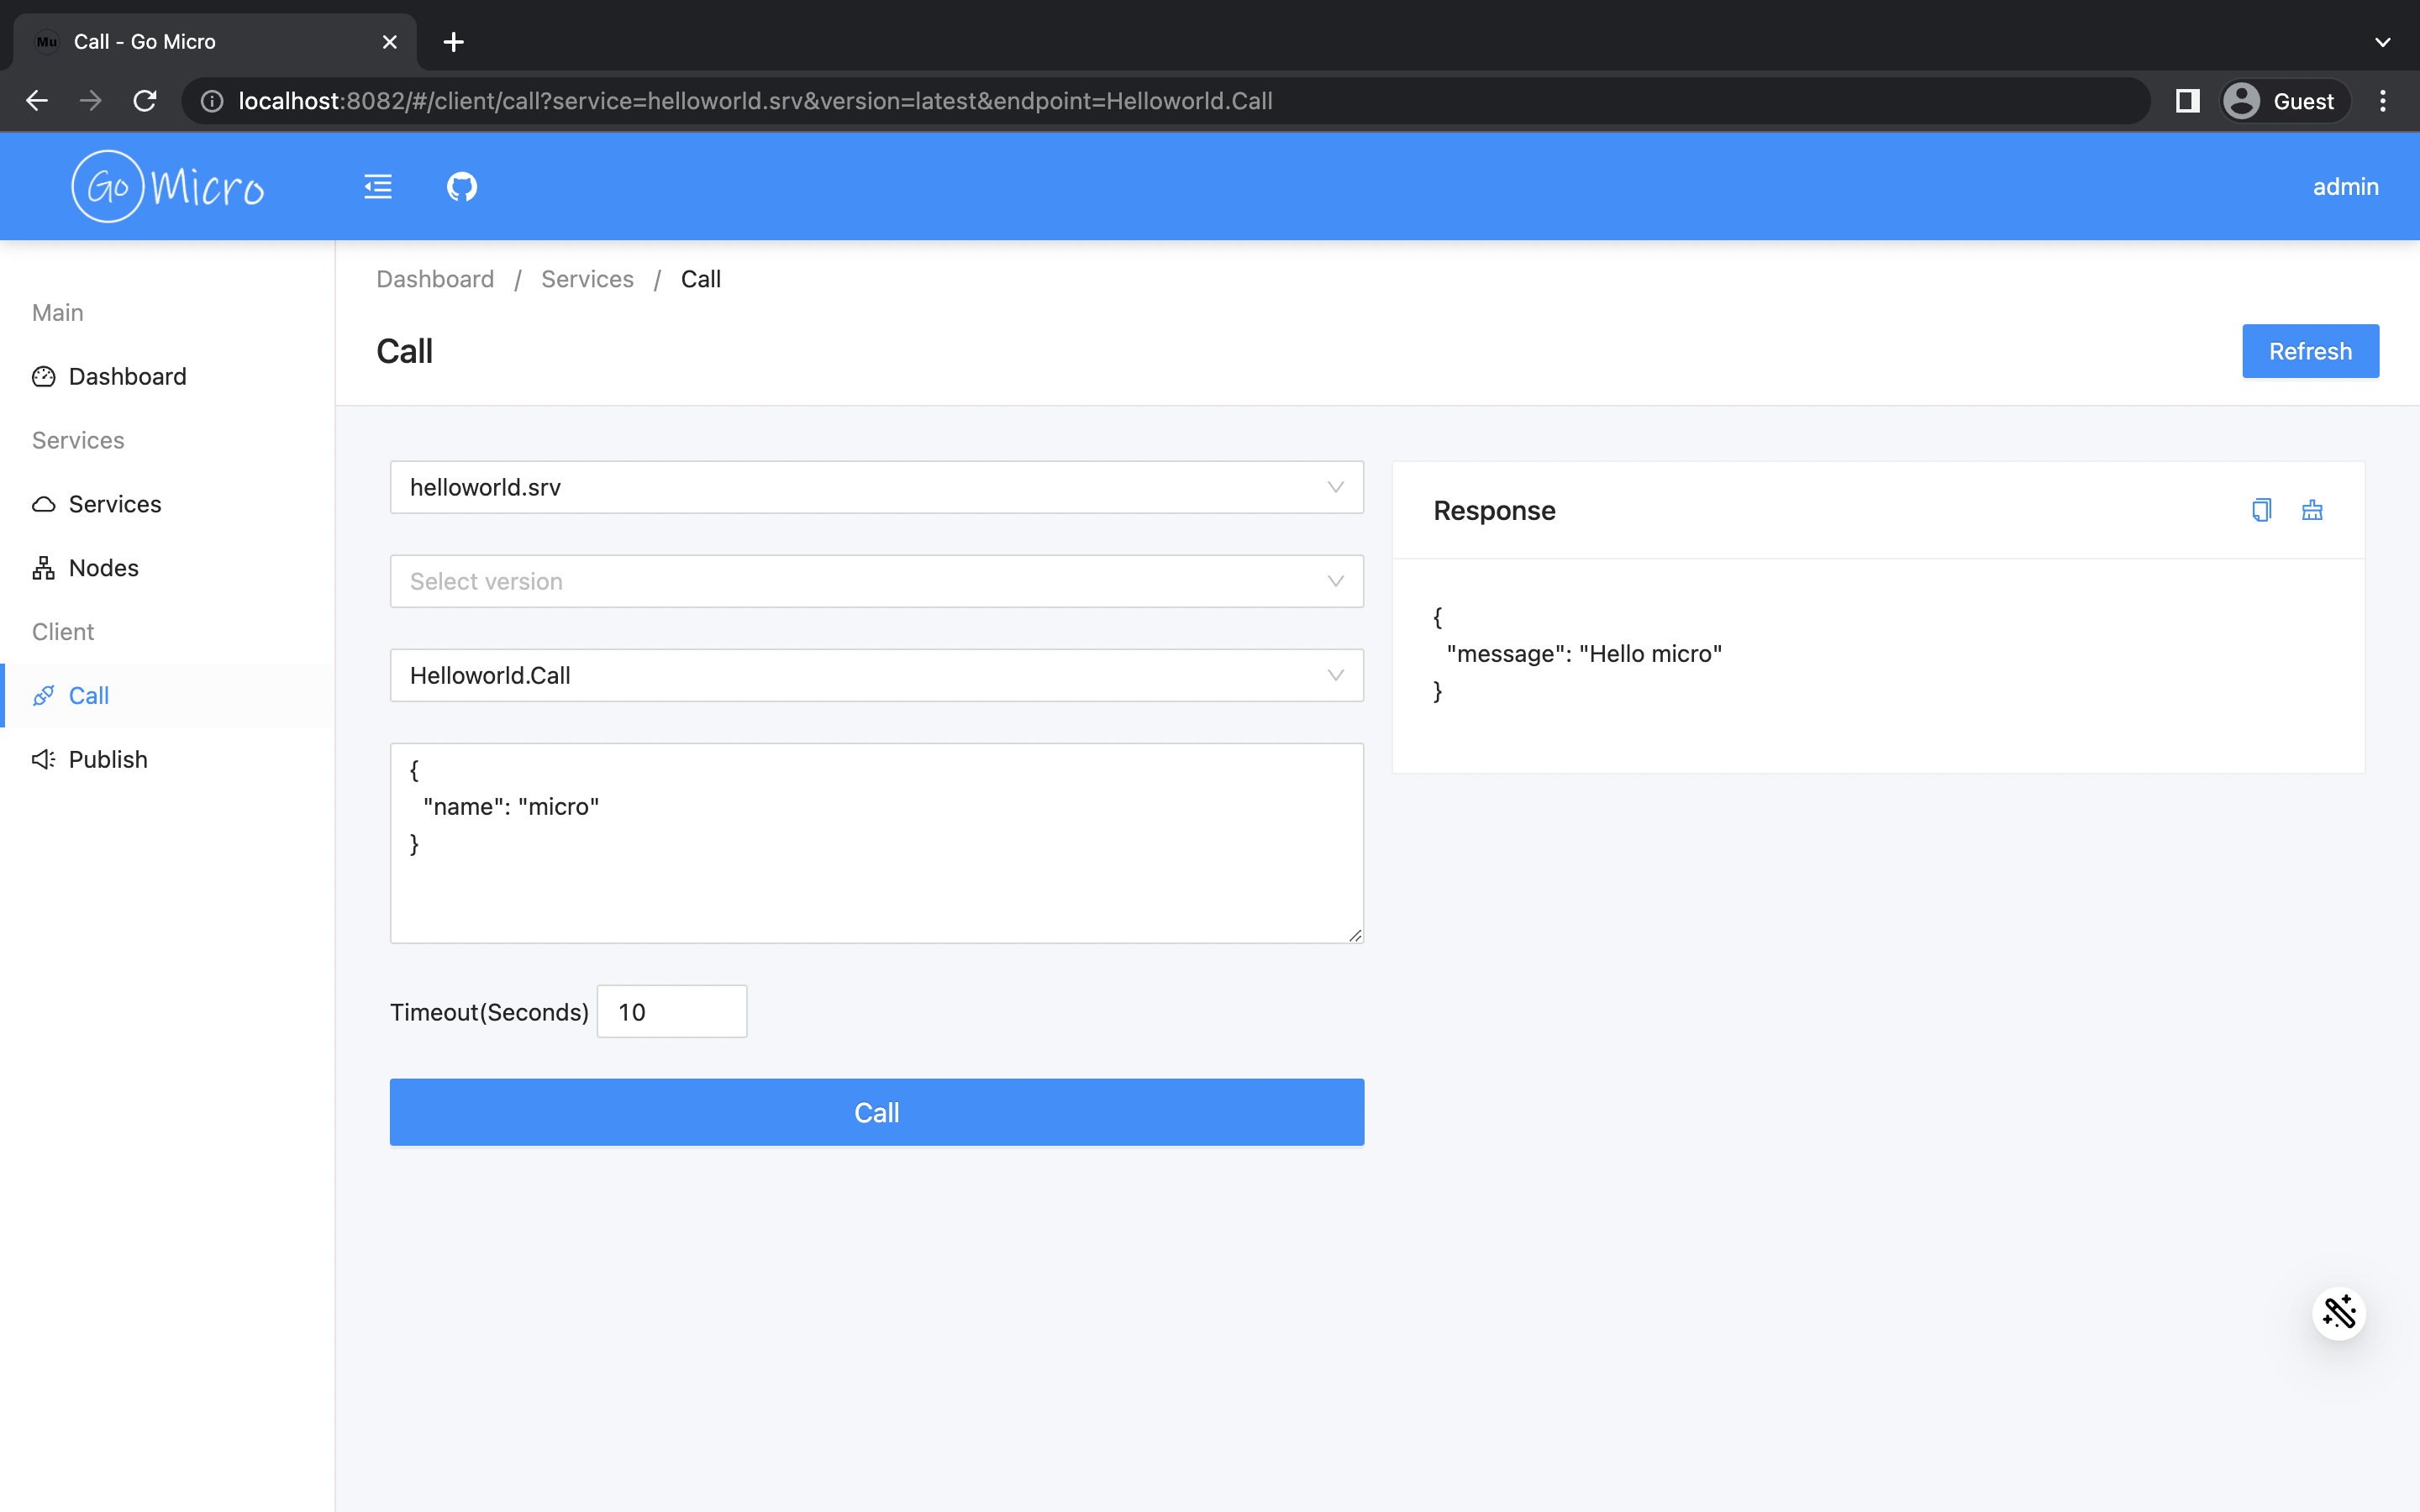 Mu Call - Go Micro
localhost:8082/#/client/call?service=helloworld.srv&version=latest&endpoint=Helloworld.Call
Guest
Go Micro
admin
Main
Dashboard
Services
Services
Nodes
Client
Call
Publish
Dashboard / Services / Call
Call
Refresh
helloworld.srv
Select version
Helloworld.Call
{
"name": "micro"
}
Timeout(Seconds) 10
Call
Response
{
"message": "Hello micro"
}